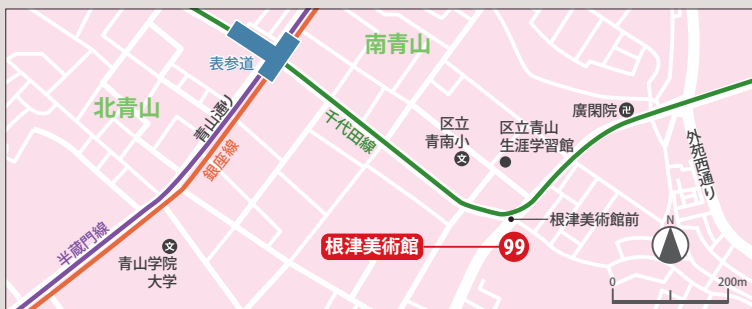 南青山
表参道
北青山
青山通り
銀座線
半蔵門線
千代田線
区立
青南小
文
区立青山
生涯学習館
廣閑院
卍
外苑西通り
根津美術館前
根津美術館
99
文
青山学院
大学
N
0
200m